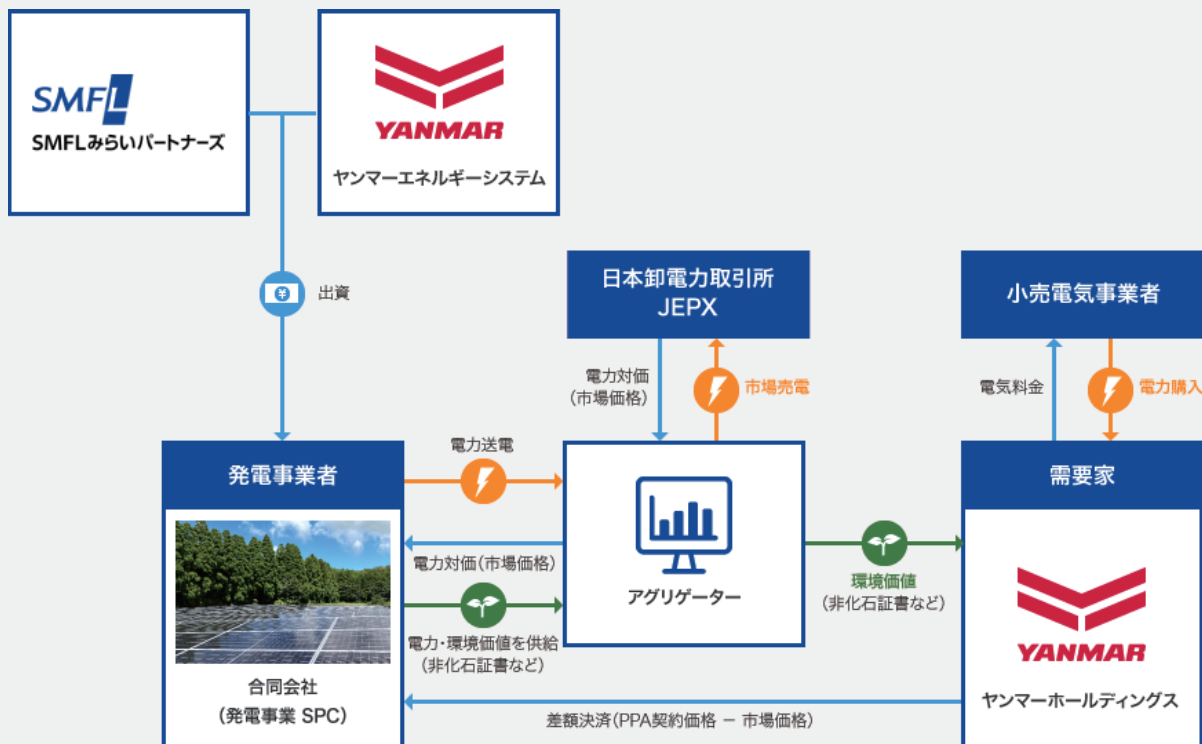 SMFL
SMFLみらいパートナーズ
YANMAR
ヤンマーエネルギーシステム
出資
日本卸電力取引所
JEPX
小売電気事業者
電力対価
(市場価格)
市場売電
電気料金
電力購入
発電事業者
電力送電
需要家
電力対価(市場価格)
アグリゲーター
環境価値
(非化石証書など)
電力・環境価値を供給
(非化石証書など)
YANMAR
合同会社
(発電事業 SPC)
ヤンマーホールディングス
差額決済(PPA契約価格 － 市場価格)